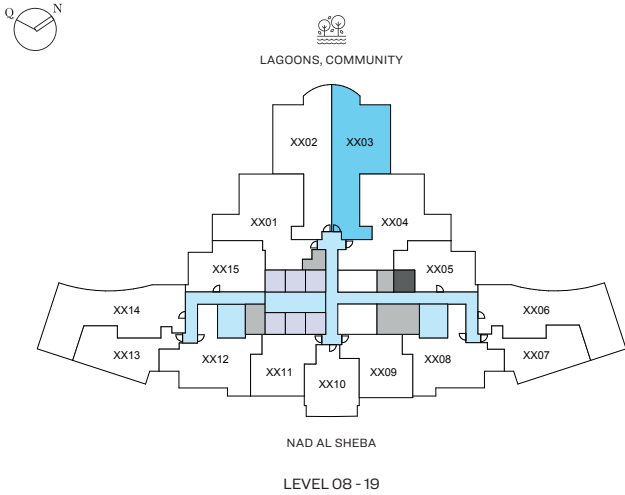 Q N
LAGOONS, COMMUNITY
XX02 XX03
XX01 XX04
XX15 XX05
XX14 XX06
XX13 XX12 XX08 XX07
XX11 XX10 XX09
NAD AL SHEBA
LEVEL 08 - 19